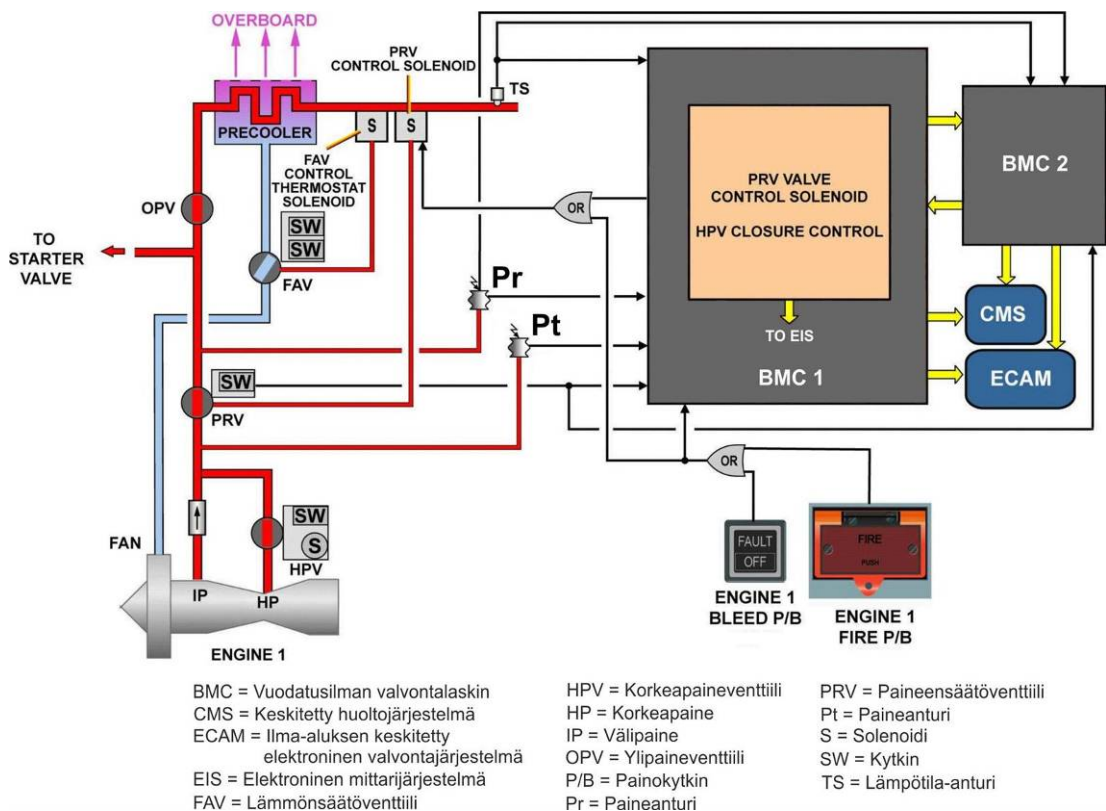 OVERBOARD
PRV
CONTROL SOLENOID
TS
PRECOOLER
S
S
FAV
CONTROL
THERMOSTAT
SOLENOID
OPV
SW
SW
TO
STARTER
VALVE
FAV
OR
PRV VALVE
CONTROL SOLENOID
HPV CLOSURE CONTROL
TO EIS
BMC 1
BMC 2
CMS
ECAM
Pr
Pt
SW
PRV
OR
SW
S
HPV
FAN
IP
HP
ENGINE 1
FAULT
OFF
ENGINE 1
BLEED P/B
FIRE
PUSH
ENGINE 1
FIRE P/B
BMC = Vuodatusilman valvontalaskin
CMS = Keskitetty huoltojärjestelmä
ECAM = Ilma-aluksen keskitetty
elektroninen valvontajärjestelmä
EIS = Elektroninen mittarijärjestelmä
FAV = Lämmönsäätöventtiili
HPV = Korkeapaineventtiili
HP = Korkeapaine
IP = Välipaine
OPV = Ylipaineventtiili
P/B = Painokytkin
Pr = Paineanturi
PRV = Paineensäätöventtiili
Pt = Paineanturi
S = Solenoidi
SW = Kytkin
TS = Lämpötila-anturi